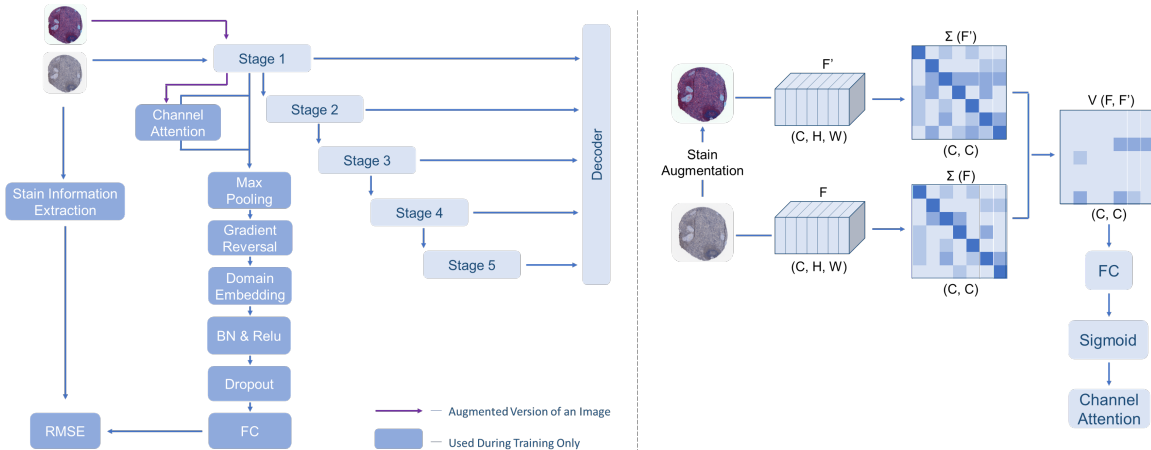 Stage 1
Channel
Attention
Stage 2
Stage 3
Stage 4
Stage 5
Decoder
Stain Information
Extraction
Max
Pooling
Gradient
Reversal
Domain
Embedding
BN & Relu
Dropout
FC
RMSE
— Augmented Version of an Image
— Used During Training Only
Stain
Augmentation
F'
(C, H, W)
F
(C, H, W)
Σ (F')
(C, C)
Σ (F)
(C, C)
V (F, F')
(C, C)
FC
Sigmoid
Channel
Attention